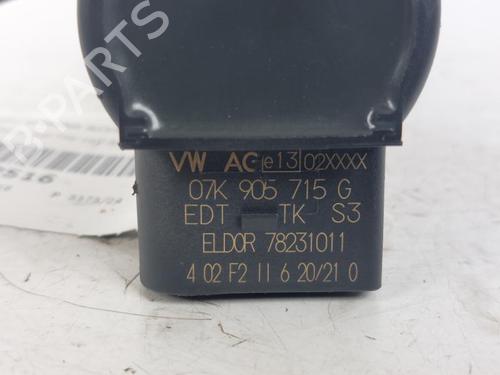 B-PARTS
VW AG e13 02XXXX
07K 905 715 G
EDT TK S3
ELDOR 78231011
4 02 F2 11 6 20/21 0